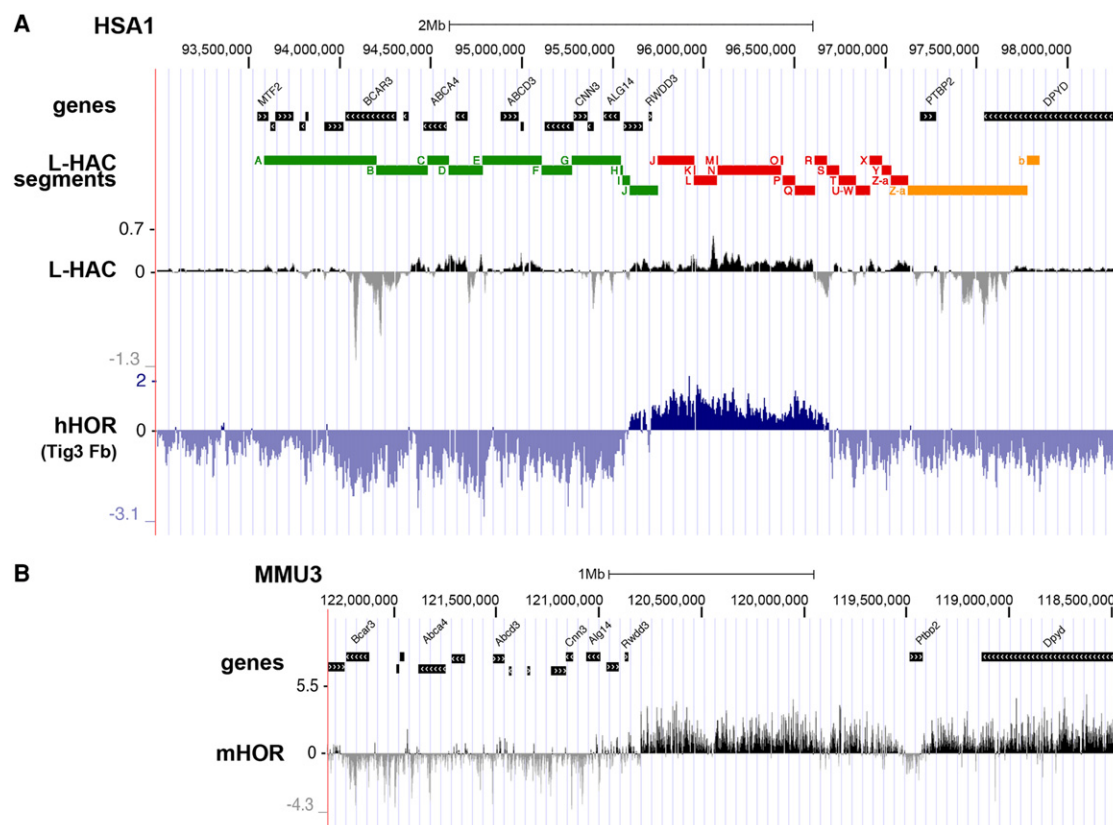 A HSA1
2Mb
93,500,000 94,000,000 94,500,000 95,000,000 95,500,000 96,000,000 96,500,000 97,000,000 97,500,000 98,000,000
genes MTF2 BCAR3 ABCA4 ABCD3 CNN3 ALG14 RWDD3 PTBP2 DPYD
L-HAC segments
A C E G J M O R X b
B D F H K N S Y
I L P T Z-a
J Q U-W Z-a
0.7
L-HAC 0
-1.3
2
hHOR 0
(Tig3 Fb)
-3.1
B MMU3
1Mb
122,000,000 121,500,000 121,000,000 120,500,000 120,000,000 119,500,000 119,000,000 118,500,000
genes Bcar3 Abca4 Abcd3 Cnn3 Alg14 Rwdd3 Ptbp2 Dpyd
5.5
mHOR 0
-4.3